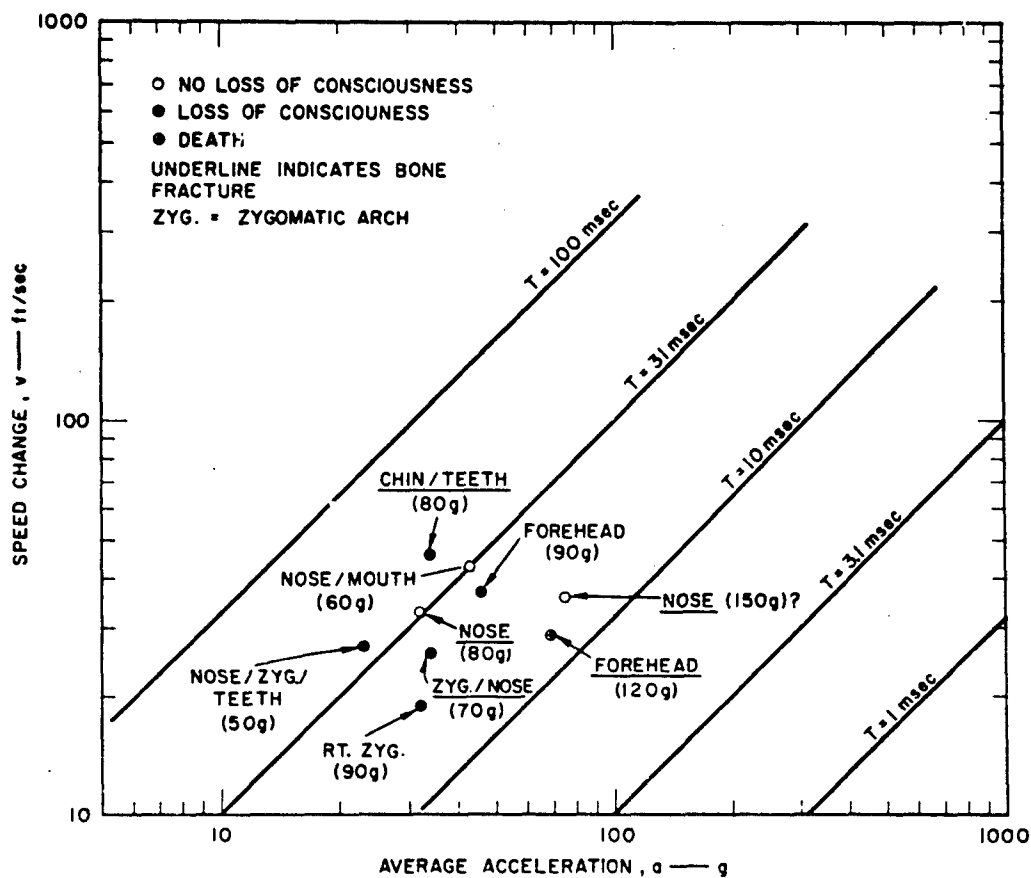 1000
○ NO LOSS OF CONSCIOUSNESS
● LOSS OF CONSCIOUNESS
● DEATH
UNDERLINE INDICATES BONE
FRACTURE
ZYG. = ZYGOMATIC ARCH
T = 100 msec
T = 31 msec
T = 10 msec
T = 3.1 msec
T = 1 msec
SPEED CHANGE, v — ft/sec
100
CHIN/TEETH
(80g)
FOREHEAD
(90g)
NOSE/MOUTH
(60g)
NOSE (150g)?
NOSE
(80g)
NOSE/ZYG./
TEETH
(50g)
ZYG./NOSE
(70g)
FOREHEAD
(120g)
RT. ZYG.
(90g)
10
10
100
1000
AVERAGE ACCELERATION, a — g